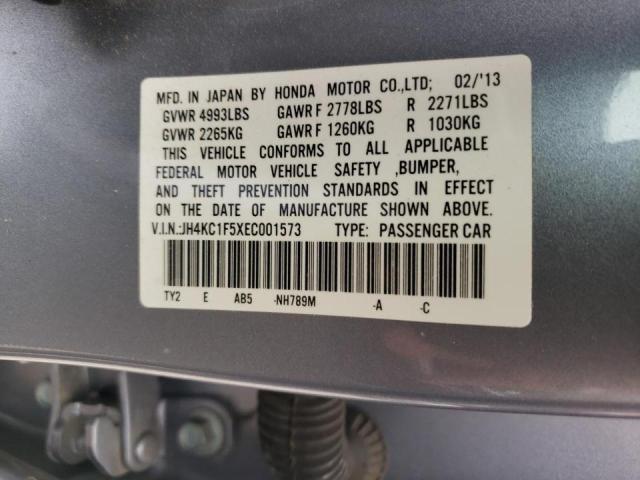 MFD. IN JAPAN BY HONDA MOTOR CO.,LTD; 02/'13
GVWR 4993LBS GAWR F 2778LBS R 2271LBS
GVWR 2265KG GAWR F 1260KG R 1030KG
THIS VEHICLE CONFORMS TO ALL APPLICABLE
FEDERAL MOTOR VEHICLE SAFETY ,BUMPER,
AND THEFT PREVENTION STANDARDS IN EFFECT
ON THE DATE OF MANUFACTURE SHOWN ABOVE.
V.I.N.:JH4KC1F5XEC001573 TYPE: PASSENGER CAR
TY2 E AB5 -NH789M -A -C